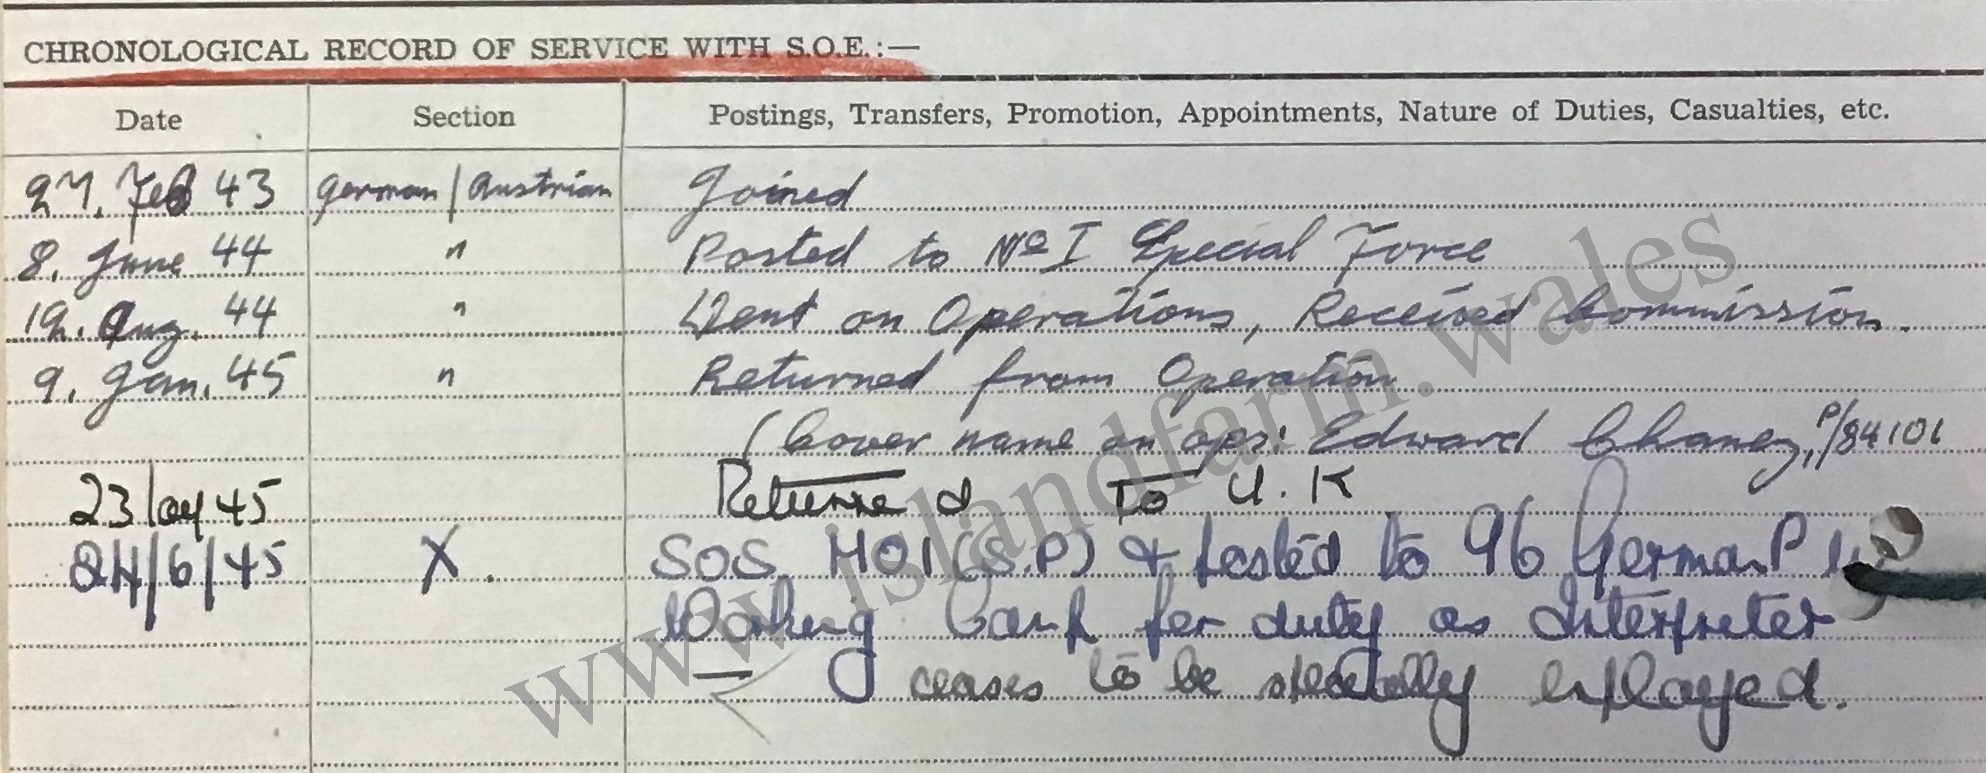 CHRONOLOGICAL RECORD OF SERVICE WITH S.O.E.:—
Date Section Postings, Transfers, Promotion, Appointments, Nature of Duties, Casualties, etc.
27. Feb 43 German/Austrian Joined
8. June 44 " Posted to No I Special Force
12. Aug. 44 " Went on Operations, Received Commission.
9. Jan. 45 " Returned from Operation
(Cover name on ops: Edward Chaney, P/84101
23 45 Returned to U.K
24/6/45 X. SOS MO1(S.P) & Posted to 96 German P
Working Camp for duty as Interpreter
— ceases to be specially employed.
www.islandfarm.wales